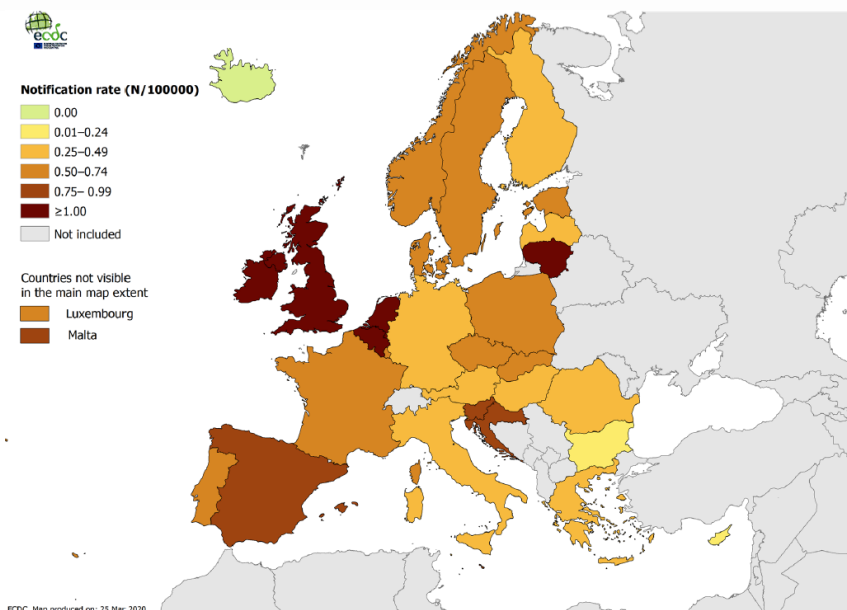 ecdc
Notification rate (N/100000)
0.00
0.01–0.24
0.25–0.49
0.50–0.74
0.75– 0.99
≥1.00
Not included
Countries not visible
in the main map extent
Luxembourg
Malta
ECDC. Map produced on: 25 Mar 2020